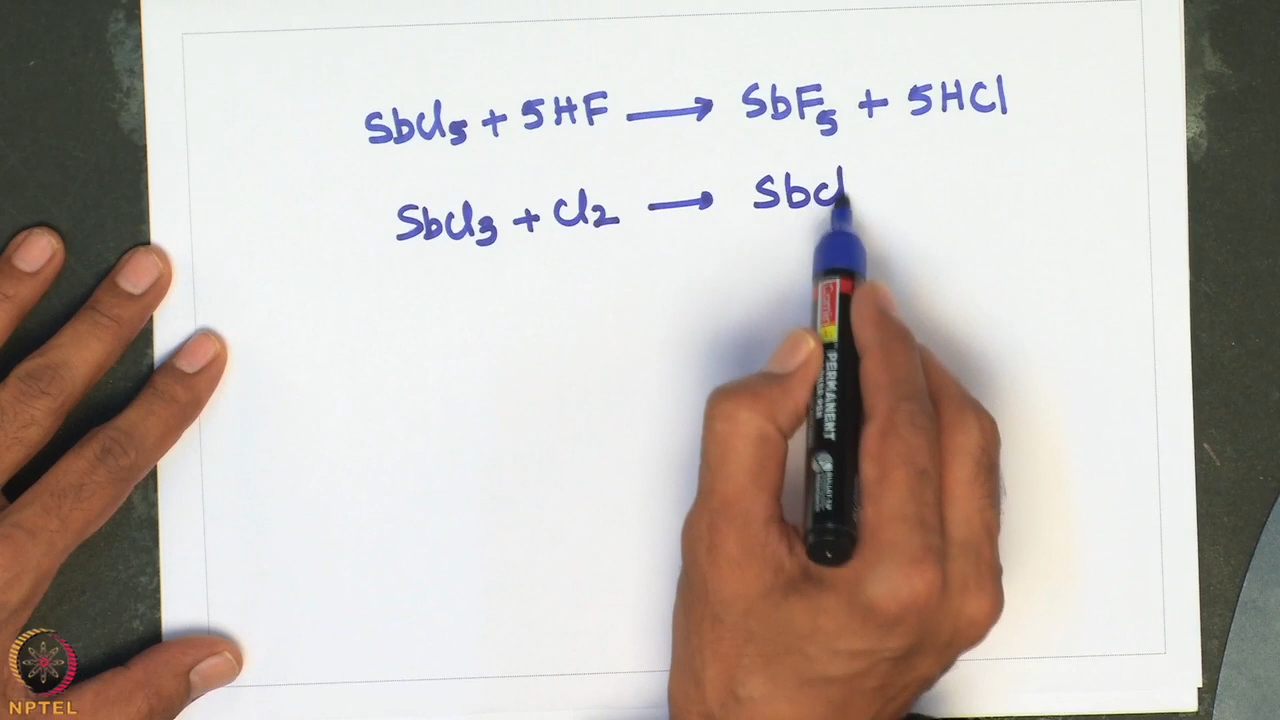 SbCl₅ + 5HF ⟶ SbF₅ + 5HCl
SbCl₃ + Cl₂ ⟶ SbCl
PERMANENT
NPTEL